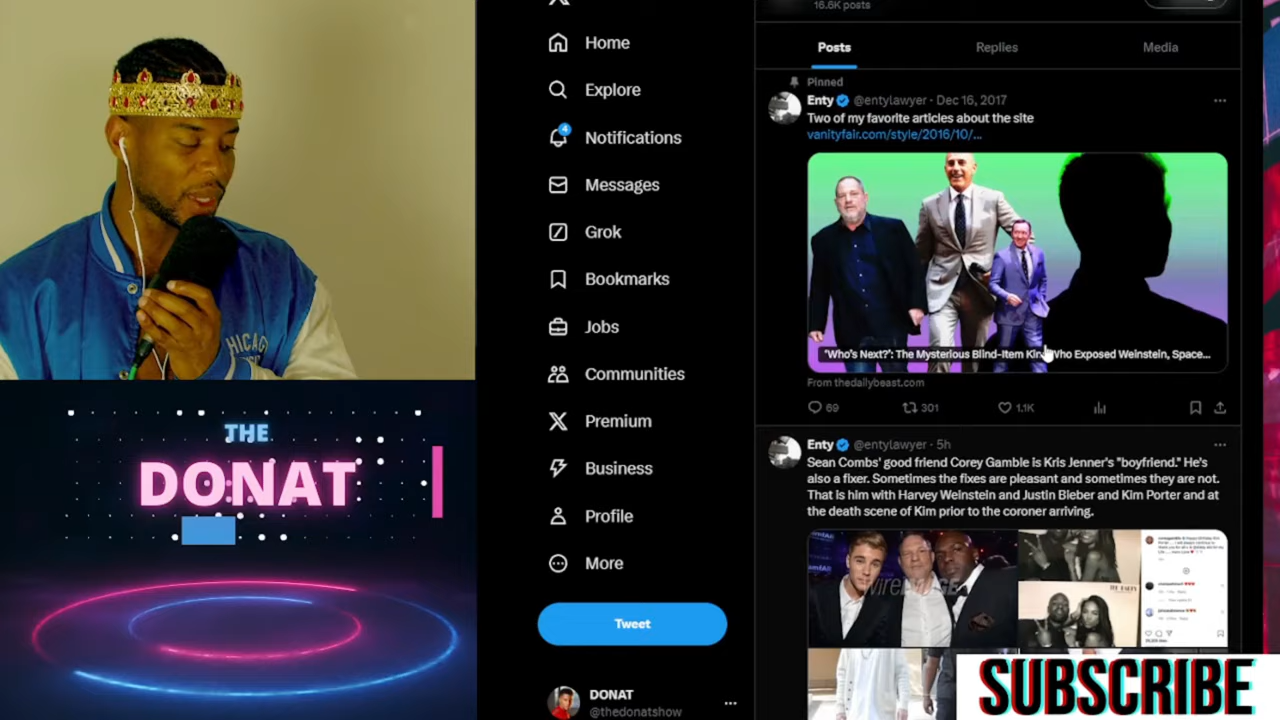 CHICAGO
THE
DONAT
Home
Explore
4
Notifications
Messages
Grok
Bookmarks
Jobs
Communities
Premium
Business
Profile
More
Tweet
DONAT
@thedonatshow
16.6K posts
Posts
Replies
Media
Pinned
Enty @entylawyer · Dec 16, 2017
Two of my favorite articles about the site
vanityfair.com/style/2016/10/...
'Who's Next?': The Mysterious Blind-Item Kin Who Exposed Weinstein, Space...
From thedailybeast.com
69
301
1.1K
Enty @entylawyer · 5h
Sean Combs' good friend Corey Gamble is Kris Jenner's "boyfriend." He's
also a fixer. Sometimes the fixes are pleasant and sometimes they are not.
That is him with Harvey Weinstein and Justin Bieber and Kim Porter and at
the death scene of Kim prior to the coroner arriving.
SUBSCRIBE